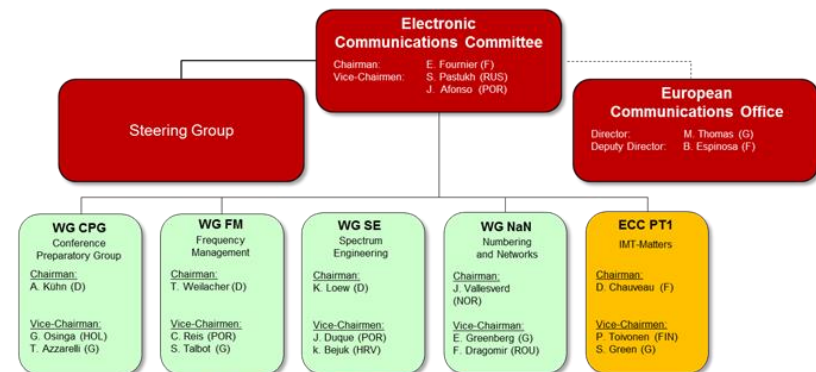 Electronic
Communications Committee
Chairman: E. Fournier (F)
Vice-Chairmen: S. Pastukh (RUS)
J. Afonso (POR)
Steering Group
European
Communications Office
Director: M. Thomas (G)
Deputy Director: B. Espinosa (F)
WG CPG
Conference
Preparatory Group
Chairman:
A. Kühn (D)
Vice-Chairman:
G. Osinga (HOL)
T. Azzarelli (G)
WG FM
Frequency
Management
Chairman:
T. Weilacher (D)
Vice-Chairmen:
C. Reis (POR)
S. Talbot (G)
WG SE
Spectrum
Engineering
Chairman:
K. Loew (D)
Vice-Chairman:
J. Duque (POR)
k. Bejuk (HRV)
WG NaN
Numbering
and Networks
Chairman:
J. Vallesverd
(NOR)
Vice-Chairman:
E. Greenberg (G)
F. Dragomir (ROU)
ECC PT1
IMT-Matters
Chairman:
D. Chauveau (F)
Vice-Chairman:
P. Toivonen (FIN)
S. Green (G)